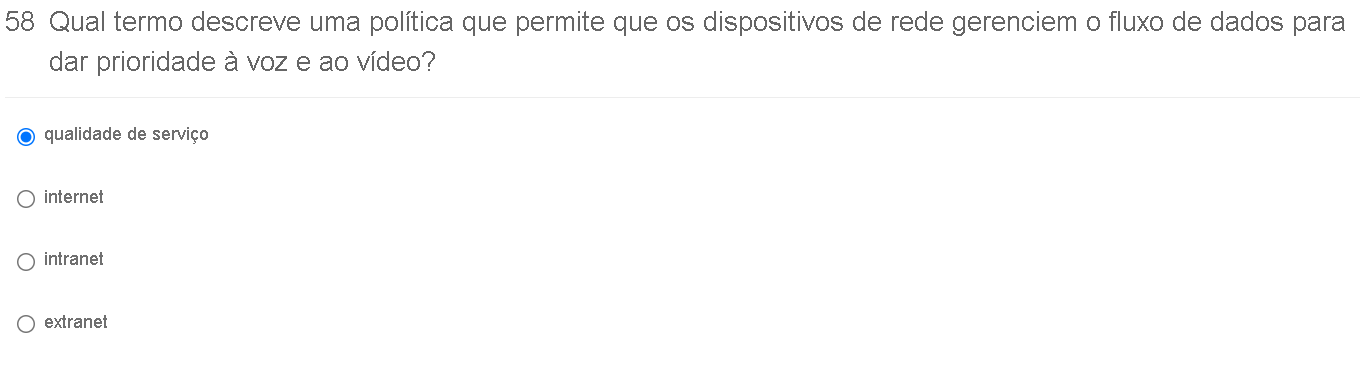 58 Qual termo descreve uma política que permite que os dispositivos de rede gerenciem o fluxo de dados para
dar prioridade à voz e ao vídeo?
qualidade de serviço
internet
intranet
extranet